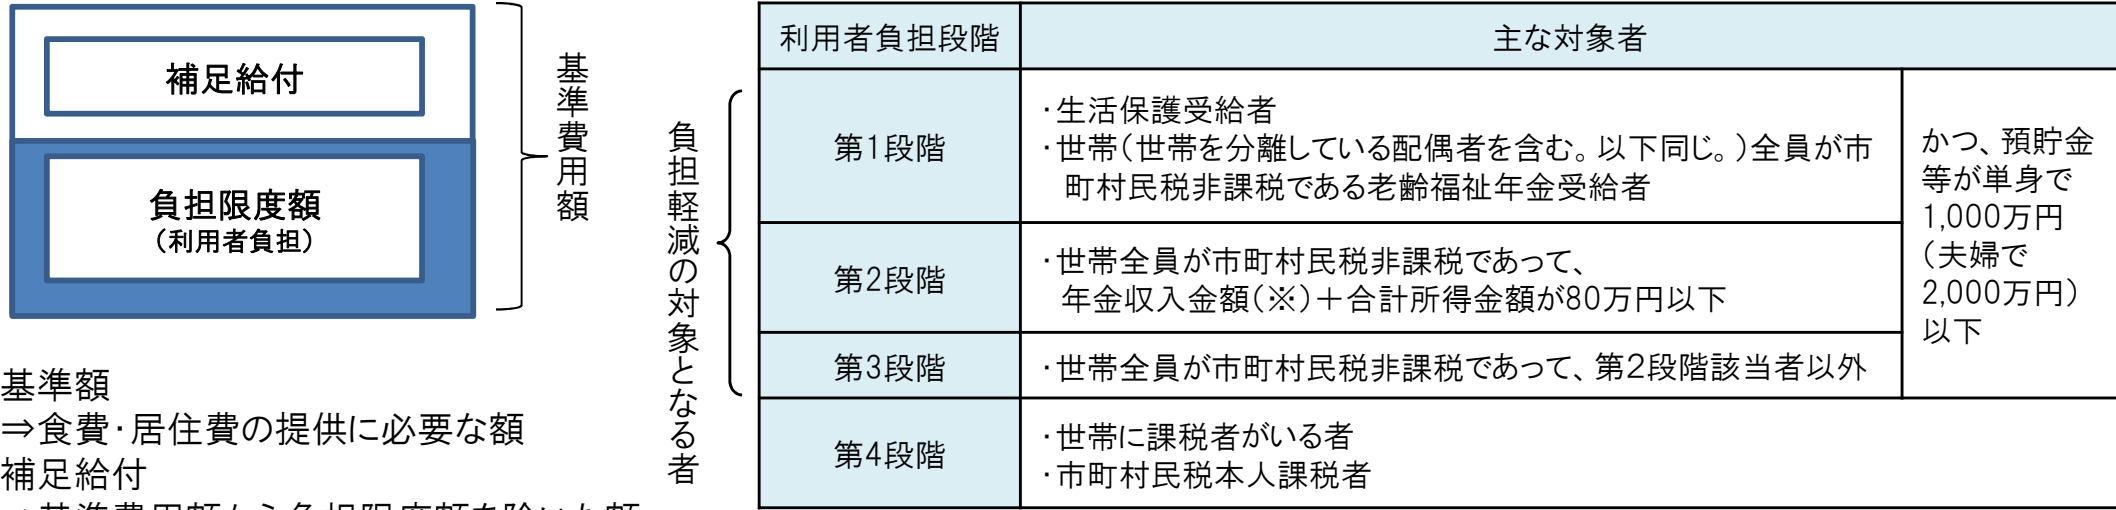 補足給付
負担限度額
（利用者負担）
基準費用額
基準額
⇒食費・居住費の提供に必要な額
補足給付
負担軽減の対象となる者
利用者負担段階
主な対象者
第1段階
・生活保護受給者
・世帯（世帯を分離している配偶者を含む。以下同じ。）全員が市
町村民税非課税である老齢福祉年金受給者
かつ、預貯金
等が単身で
1,000万円
（夫婦で
2,000万円）
以下
第2段階
・世帯全員が市町村民税非課税であって、
年金収入金額（※）＋合計所得金額が80万円以下
第3段階
・世帯全員が市町村民税非課税であって、第２段階該当者以外
第4段階
・世帯に課税者がいる者
・市町村民税本人課税者